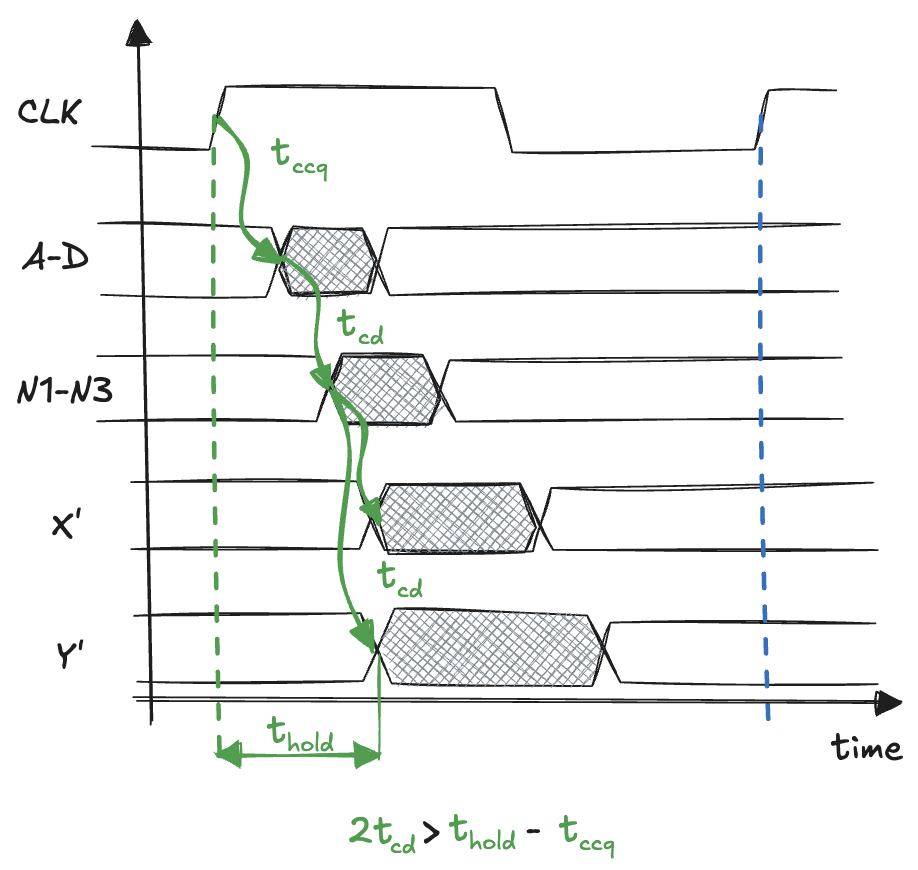 CLK
t_ccq
A-D
t_cd
N1-N3
X'
t_cd
Y'
t_hold
time
2t_cd > t_hold - t_ccq